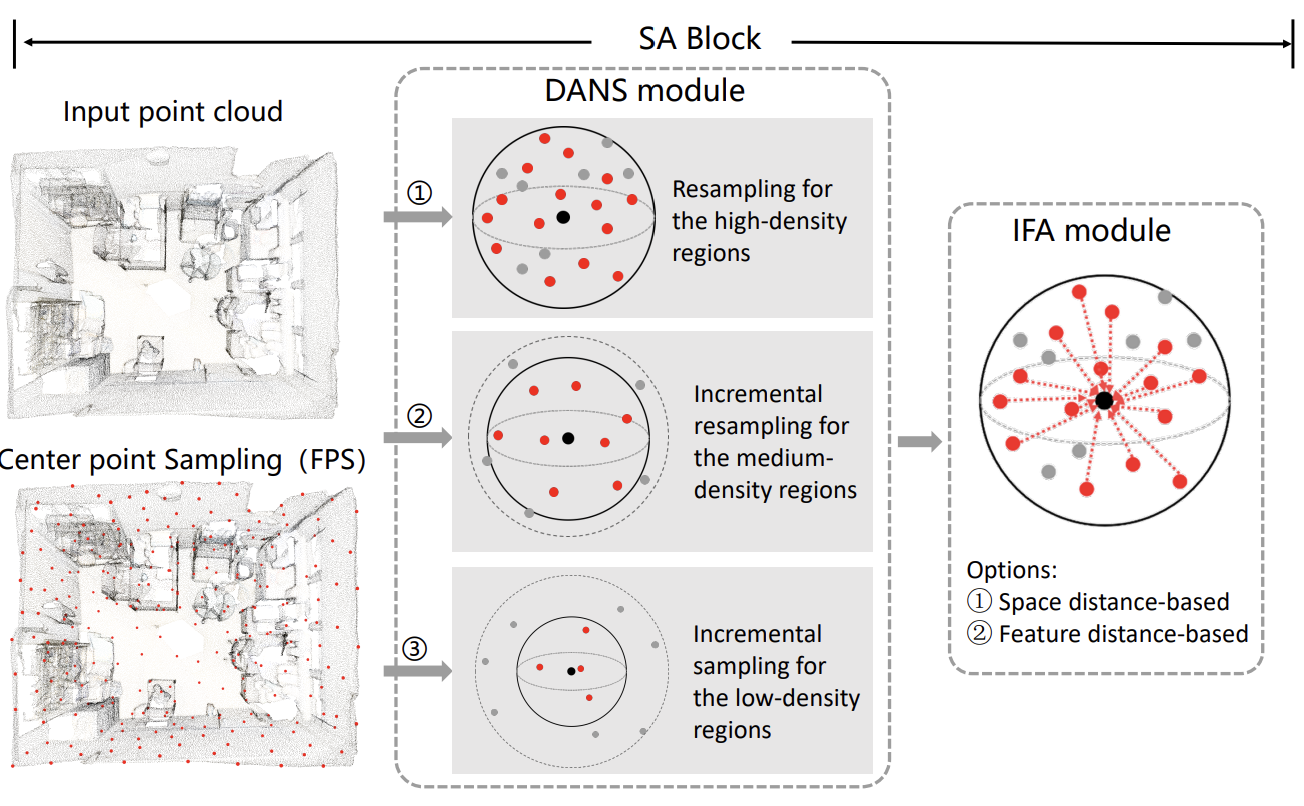 SA Block
DANS module
Input point cloud
①
Resampling for
the high-density
regions
IFA module
②
Incremental
resampling for
the medium-
density regions
Center point Sampling（FPS）
③
Incremental
sampling for
the low-density
regions
Options:
① Space distance-based
② Feature distance-based